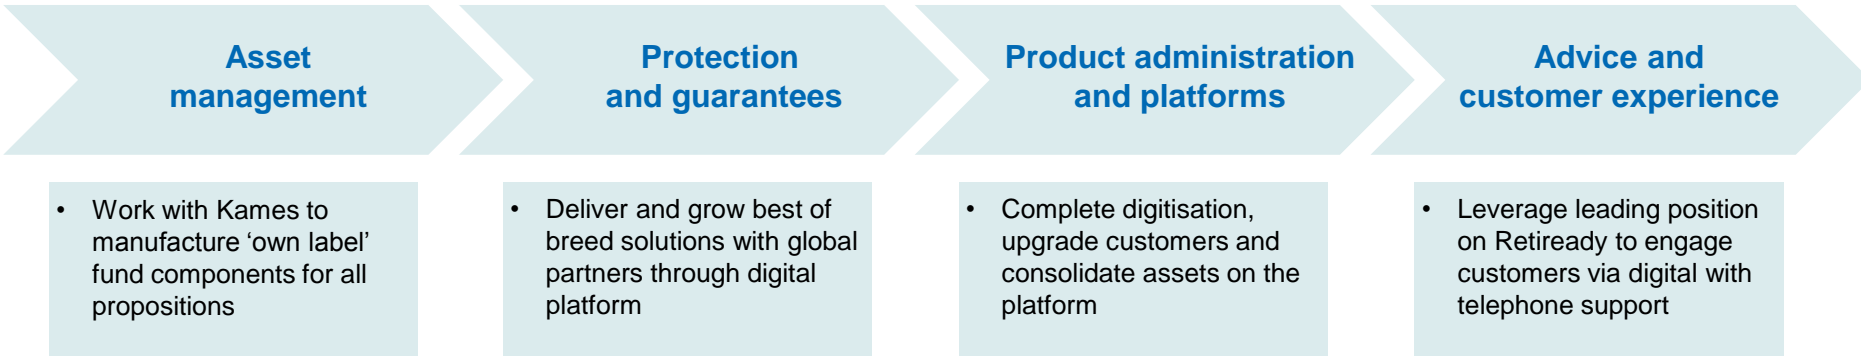 Asset
management
Protection
and guarantees
Product administration
and platforms
Advice and
customer experience
• Work with Kames to
manufacture ‘own label’
fund components for all
propositions
• Deliver and grow best of
breed solutions with global
partners through digital
platform
• Complete digitisation,
upgrade customers and
consolidate assets on the
platform
• Leverage leading position
on Retiready to engage
customers via digital with
telephone support